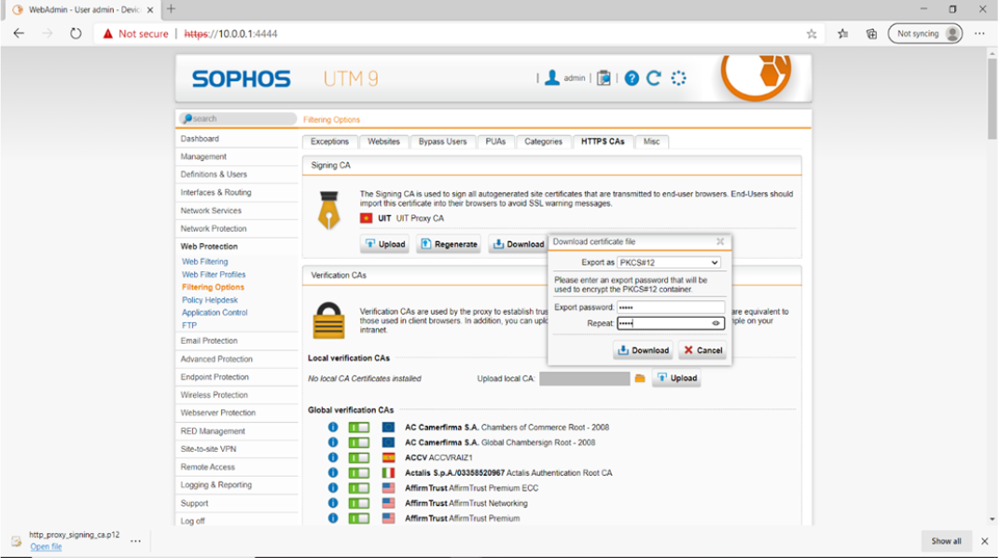 WebAdmin - User admin - Devic
Not secure | https://10.0.0.1:4444
Not syncing
SOPHOS UTM 9
admin
search
Filtering Options
Dashboard
Management
Definitions & Users
Interfaces & Routing
Network Services
Network Protection
Web Protection
Web Filtering
Web Filter Profiles
Filtering Options
Policy Helpdesk
Application Control
FTP
Email Protection
Advanced Protection
Endpoint Protection
Wireless Protection
Webserver Protection
RED Management
Site-to-site VPN
Remote Access
Logging & Reporting
Support
Log off
Exceptions Websites Bypass Users PUAs Categories HTTPS CAs Misc
Signing CA
The Signing CA is used to sign all autogenerated site certificates that are transmitted to end-user browsers. End-Users should
import this certificate into their browsers to avoid SSL warning messages.
UIT UIT Proxy CA
Upload Regenerate Download
Verification CAs
Verification CAs are used by the proxy to establish trus
are equivalent to
those used in client browsers. In addition, you can uplo
ple on your
intranet.
Local verification CAs
No local CA Certificates installed Upload local CA: Upload
Global verification CAs
AC Camerfirma S.A. Chambers of Commerce Root - 2008
AC Camerfirma S.A. Global Chambersign Root - 2008
ACCV ACCVRAIZ1
Actalis S.p.A./03358520967 Actalis Authentication Root CA
AffirmTrust AffirmTrust Premium ECC
AffirmTrust AffirmTrust Networking
AffirmTrust AffirmTrust Premium
Download certificate file
Export as PKCS#12
Please enter an export password that will be
used to encrypt the PKCS#12 container.
Export password: •••••
Repeat: •••••
Download Cancel
http_proxy_signing_ca.p12
Open file
Show all